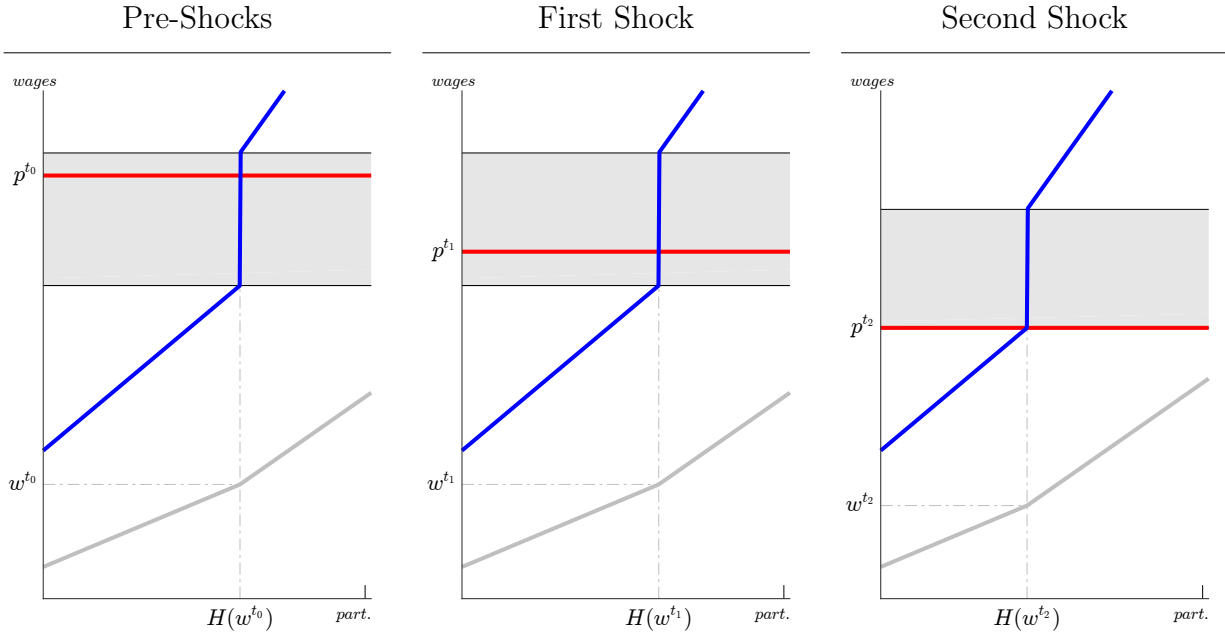 Pre-Shocks
wages
p^{t_0}
w^{t_0}
H(w^{t_0})
part.
First Shock
wages
p^{t_1}
w^{t_1}
H(w^{t_1})
part.
Second Shock
wages
p^{t_2}
w^{t_2}
H(w^{t_2})
part.